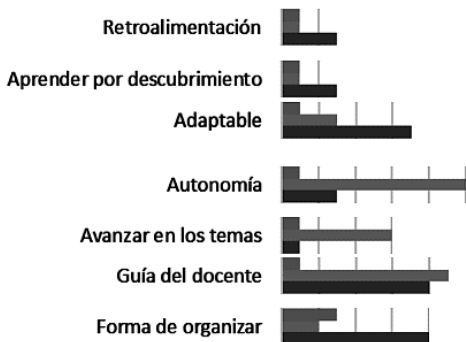 Retroalimentación
Aprender por descubrimiento
Adaptable
Autonomía
Avanzar en los temas
Guía del docente
Forma de organizar